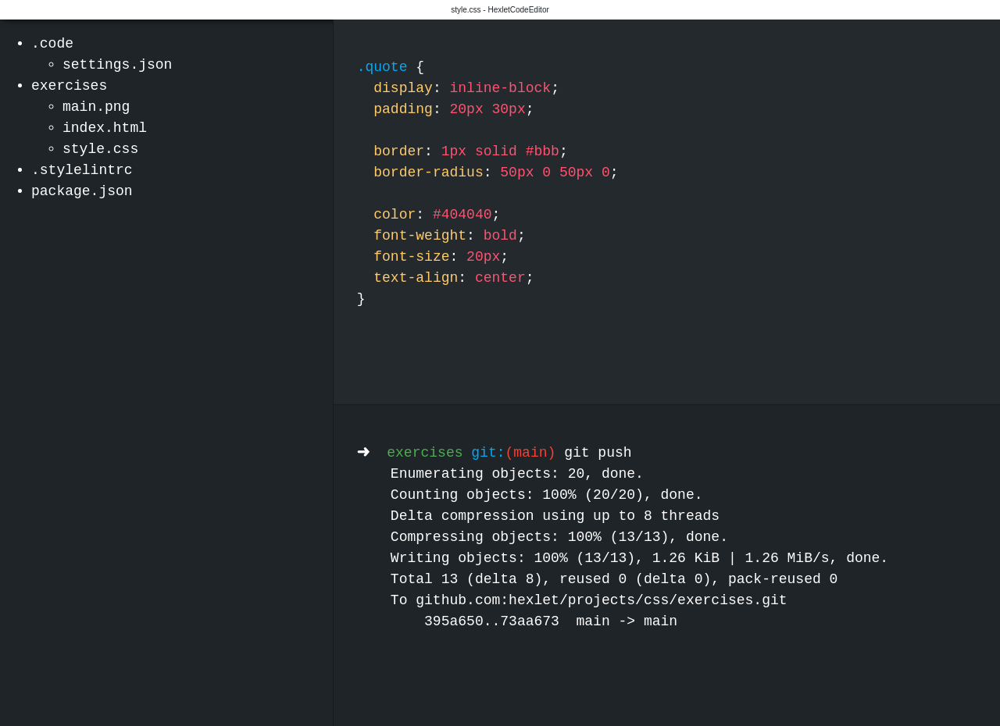 style.css - HexletCodeEditor
.code
settings.json
exercises
main.png
index.html
style.css
.stylelintrc
package.json
.quote {
display: inline-block;
padding: 20px 30px;
border: 1px solid #bbb;
border-radius: 50px 0 50px 0;
color: #404040;
font-weight: bold;
font-size: 20px;
text-align: center;
}
➜ exercises git:(main) git push
Enumerating objects: 20, done.
Counting objects: 100% (20/20), done.
Delta compression using up to 8 threads
Compressing objects: 100% (13/13), done.
Writing objects: 100% (13/13), 1.26 KiB | 1.26 MiB/s, done.
Total 13 (delta 8), reused 0 (delta 0), pack-reused 0
To github.com:hexlet/projects/css/exercises.git
395a650..73aa673  main -> main